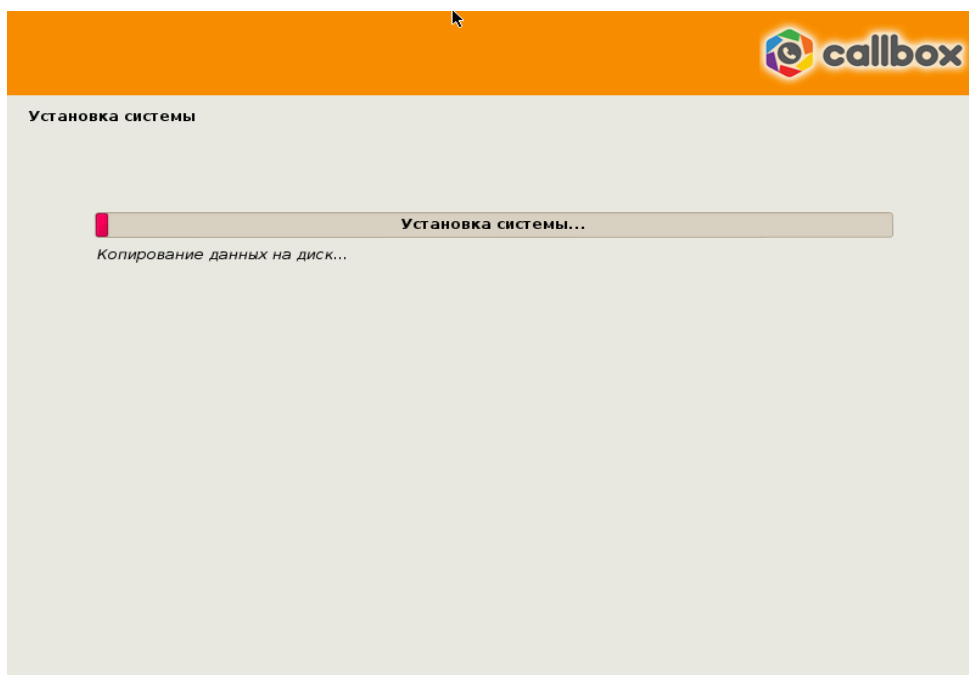 callbox
Установка системы
Установка системы...
Копирование данных на диск...